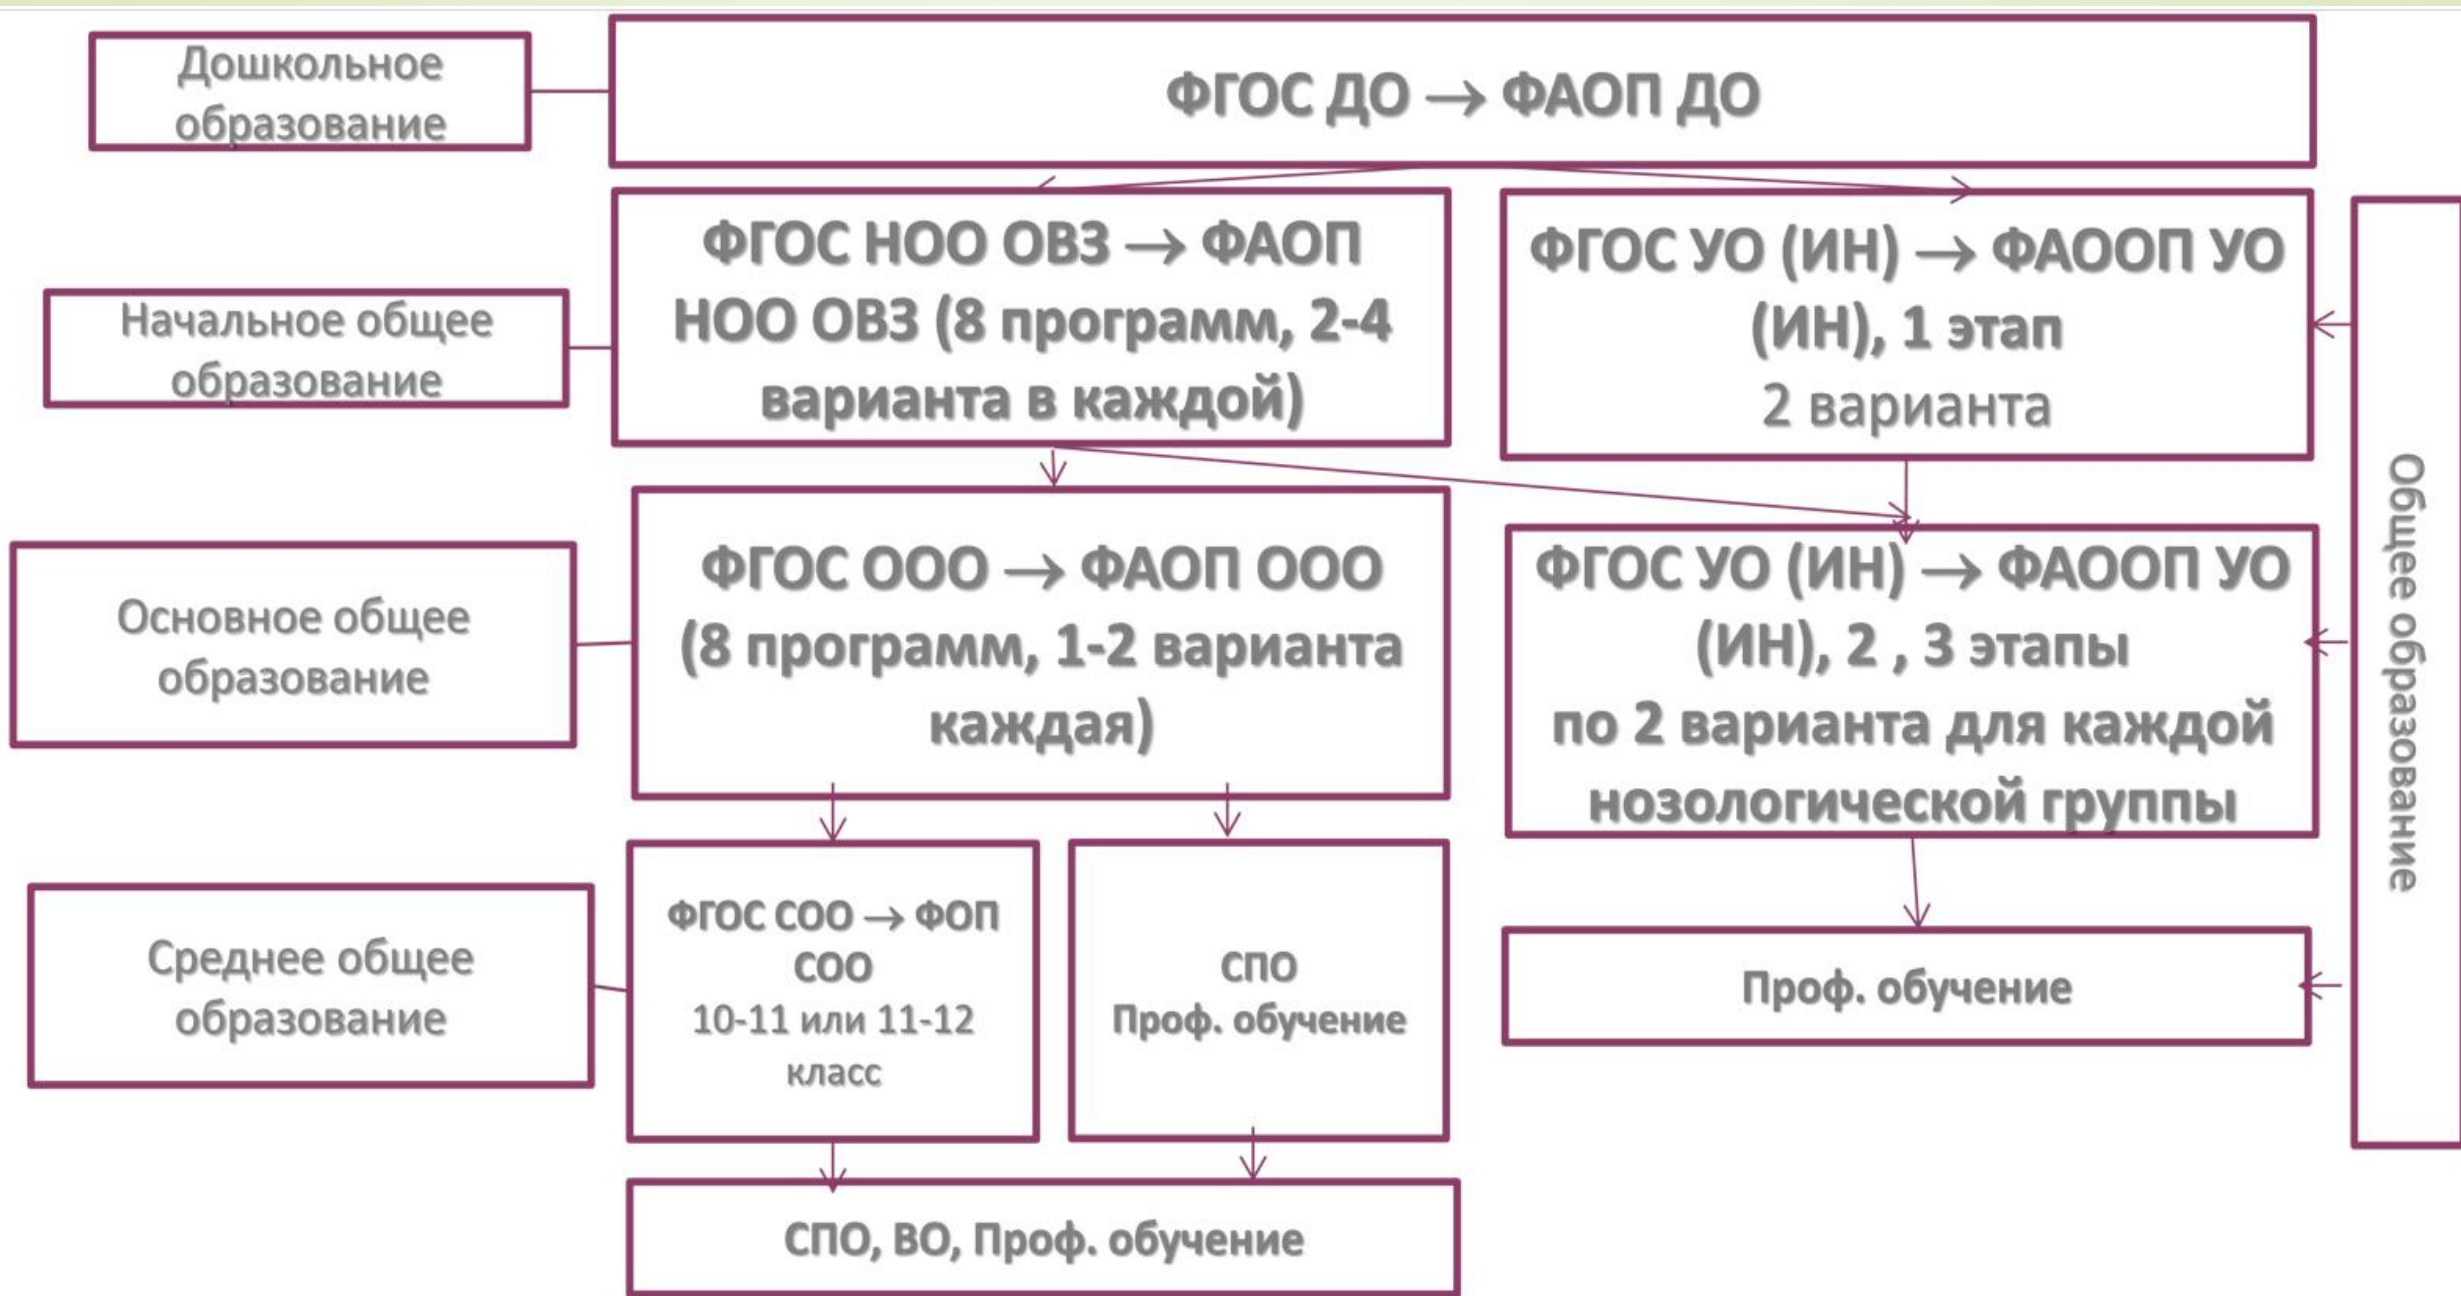 Дошкольное
образование
ФГОС ДО → ФАОП ДО
Начальное общее
образование
ФГОС НОО ОВЗ → ФАОП
НОО ОВЗ (8 программ, 2-4
варианта в каждой)
ФГОС УО (ИН) → ФАООП УО
(ИН), 1 этап
2 варианта
Общее образование
Основное общее
образование
ФГОС ООО → ФАОП ООО
(8 программ, 1-2 варианта
каждая)
ФГОС УО (ИН) → ФАООП УО
(ИН), 2 , 3 этапы
по 2 варианта для каждой
нозологической группы
Среднее общее
образование
ФГОС СОО → ФОП
СОО
10-11 или 11-12
класс
СПО
Проф. обучение
Проф. обучение
СПО, ВО, Проф. обучение